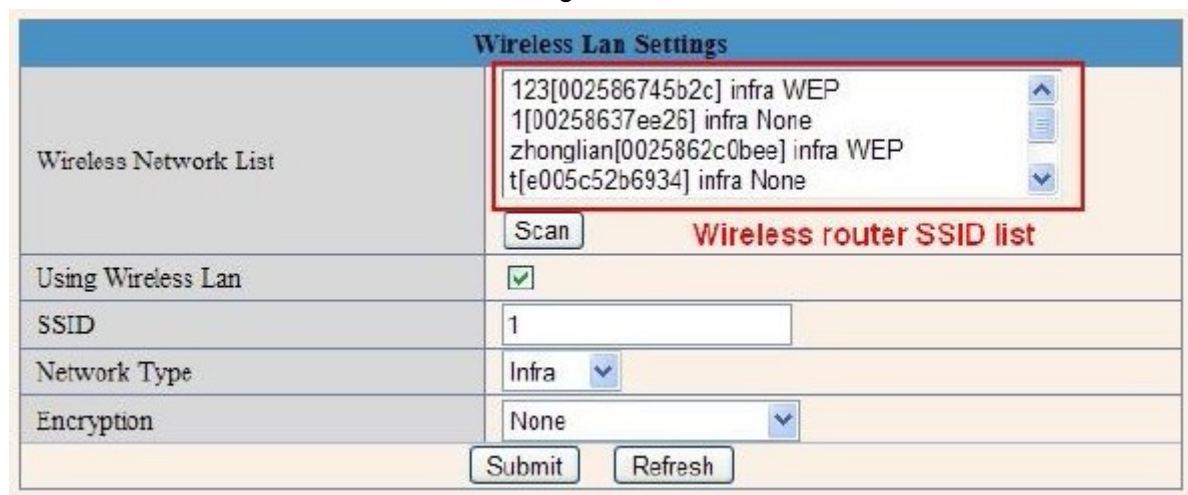 Wireless Lan Settings
Wireless Network List
123[002586745b2c] infra WEP
1[00258637ee26] infra None
zhonglian[0025862c0bee] infra WEP
t[e005c52b6934] infra None
Scan
Wireless router SSID list
Using Wireless Lan
SSID
1
Network Type
Infra
Encryption
None
Submit Refresh